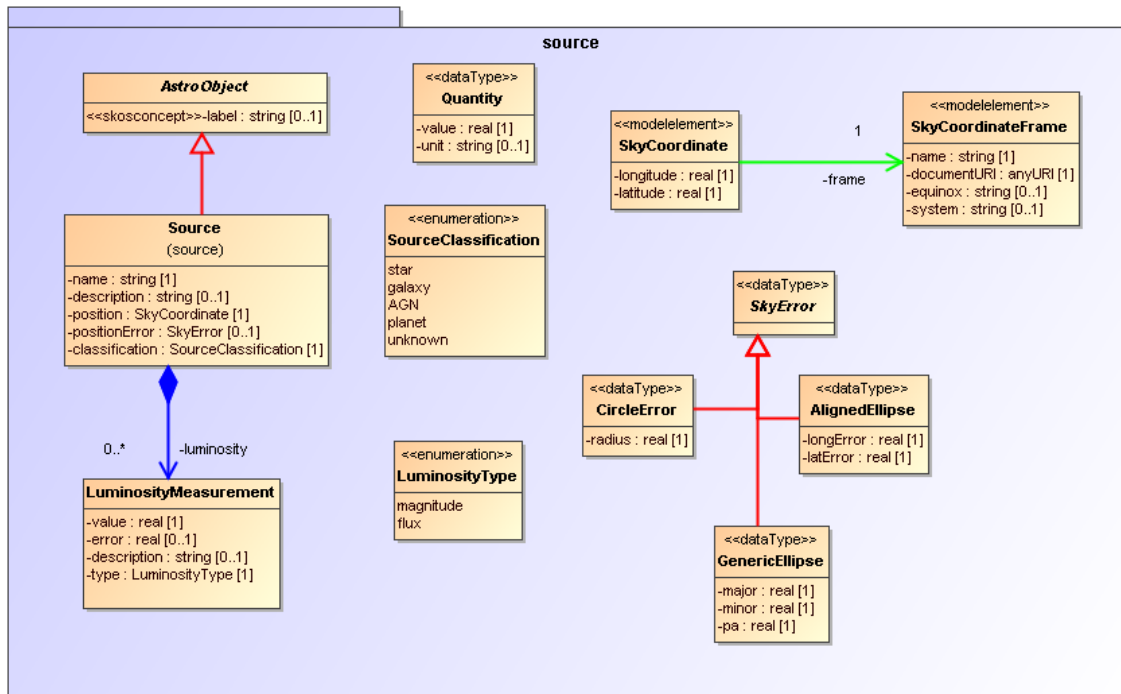 source
AstroObject
<<skosconcept>>-label : string [0..1]
Source
(source)
-name : string [1]
-description : string [0..1]
-position : SkyCoordinate [1]
-positionError : SkyError [0..1]
-classification : SourceClassification [1]
0..*
-luminosity
LuminosityMeasurement
-value : real [1]
-error : real [0..1]
-description : string [0..1]
-type : LuminosityType [1]
<<dataType>>
Quantity
-value : real [1]
-unit : string [0..1]
<<enumeration>>
SourceClassification
star
galaxy
AGN
planet
unknown
<<enumeration>>
LuminosityType
magnitude
flux
<<modelelement>>
SkyCoordinate
-longitude : real [1]
-latitude : real [1]
1
-frame
<<modelelement>>
SkyCoordinateFrame
-name : string [1]
-documentURI : anyURI [1]
-equinox : string [0..1]
-system : string [0..1]
<<dataType>>
SkyError
<<dataType>>
CircleError
-radius : real [1]
<<dataType>>
AlignedEllipse
-longError : real [1]
-latError : real [1]
<<dataType>>
GenericEllipse
-major : real [1]
-minor : real [1]
-pa : real [1]